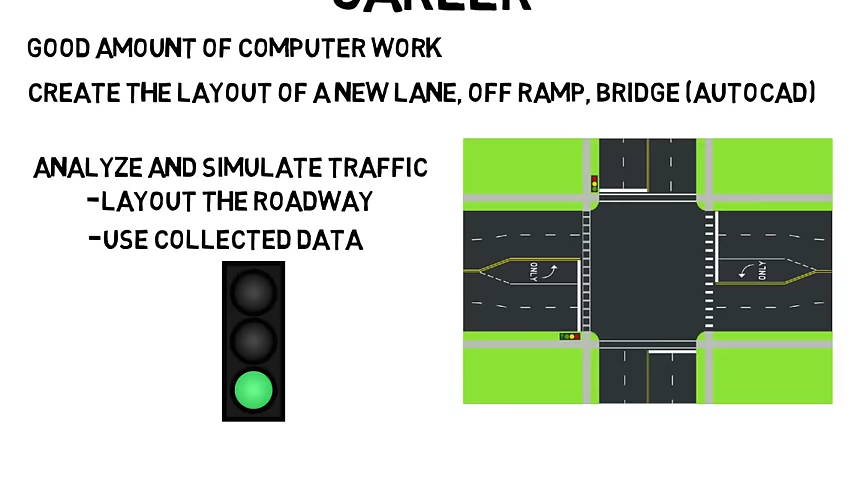 CAREER
GOOD AMOUNT OF COMPUTER WORK
CREATE THE LAYOUT OF A NEW LANE, OFF RAMP, BRIDGE (AUTOCAD)
ANALYZE AND SIMULATE TRAFFIC
-LAYOUT THE ROADWAY
-USE COLLECTED DATA
ONLY
ONLY